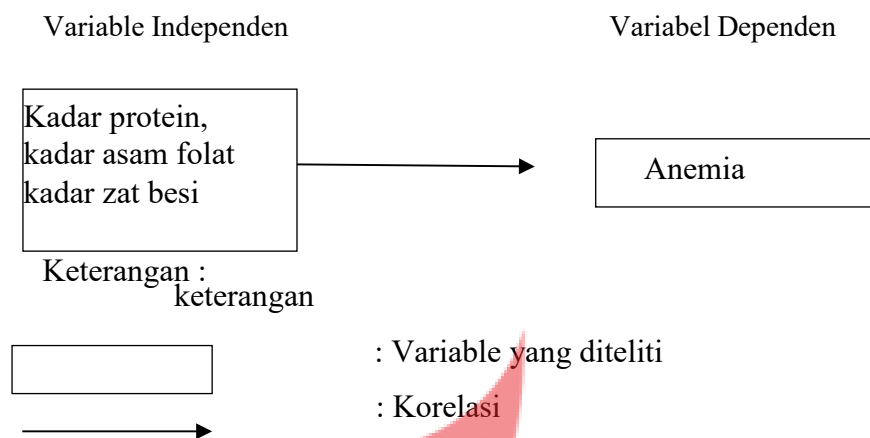 Variable Independen
Variabel Dependen
Kadar protein,
kadar asam folat
kadar zat besi
Anemia
Keterangan :
keterangan
: Variable yang diteliti
: Korelasi